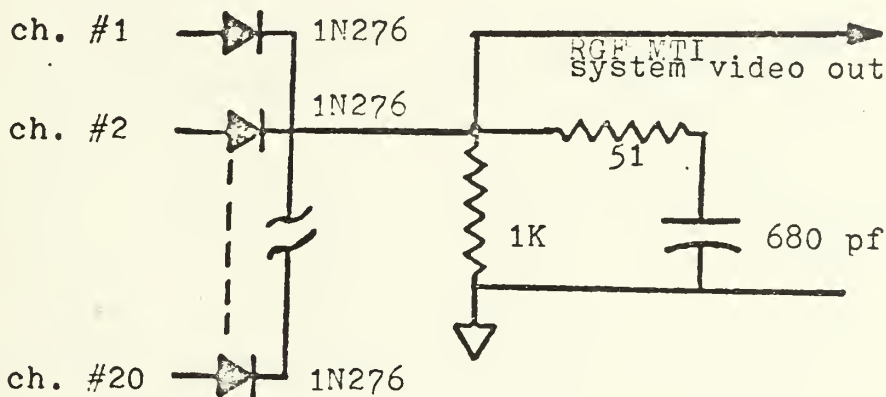 ch. #1
1N276
RGF MTI
system video out
1N276
ch. #2
51
1K
680 pf
ch. #20
1N276